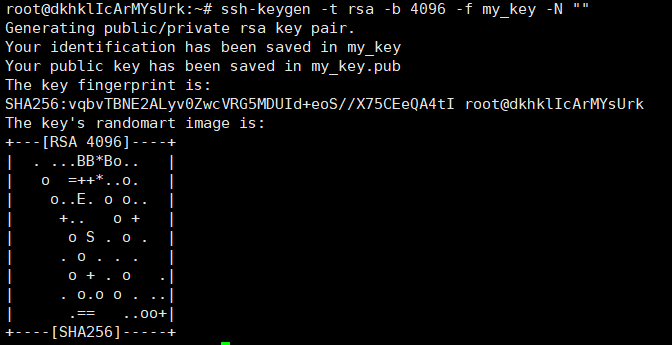 root@dkhklIcArMYsUrk:~# ssh-keygen -t rsa -b 4096 -f my_key -N ""
Generating public/private rsa key pair.
Your identification has been saved in my_key
Your public key has been saved in my_key.pub
The key fingerprint is:
SHA256:vqbvTBNE2ALyv0ZwcVRG5MDUId+eoS//X75CEeQA4tI root@dkhklIcArMYsUrk
The key's randomart image is:
+---[RSA 4096]----+
|  . ...BB*Bo..   |
|   o  =++*..o.   |
|    o..E. o o..  |
|     +..   o +   |
|      o S . o .  |
|     . o . . .   |
|      o + . o   .|
|     . o.o o . ..|
|      .==   ..oo+|
+----[SHA256]-----+